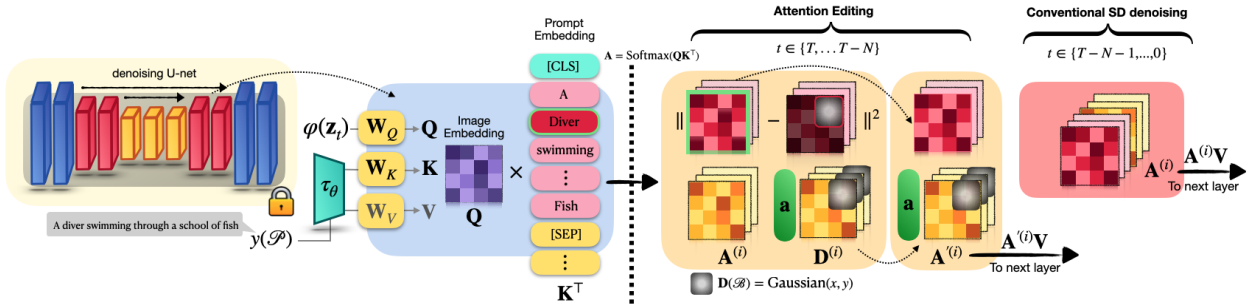 denoising U-net
A diver swimming through a school of fish
y(𝒫)
φ(z_t)
τ_θ
W_Q
W_K
W_V
Q
K
V
Image
Embedding
Q
×
Prompt
Embedding
[CLS]
A
Diver
swimming
⋮
Fish
[SEP]
⋮
K^⊤
A = Softmax(QK^⊤)
Attention Editing
t ∈ {T, … T − N}
||
−
||^2
a
a
A^(i)
D^(i)
A′^(i)
D(ℬ) = Gaussian(x, y)
A′^(i)V
To next layer
Conventional SD denoising
t ∈ {T−N−1,...,0}
A^(i)
A^(i)V
To next layer